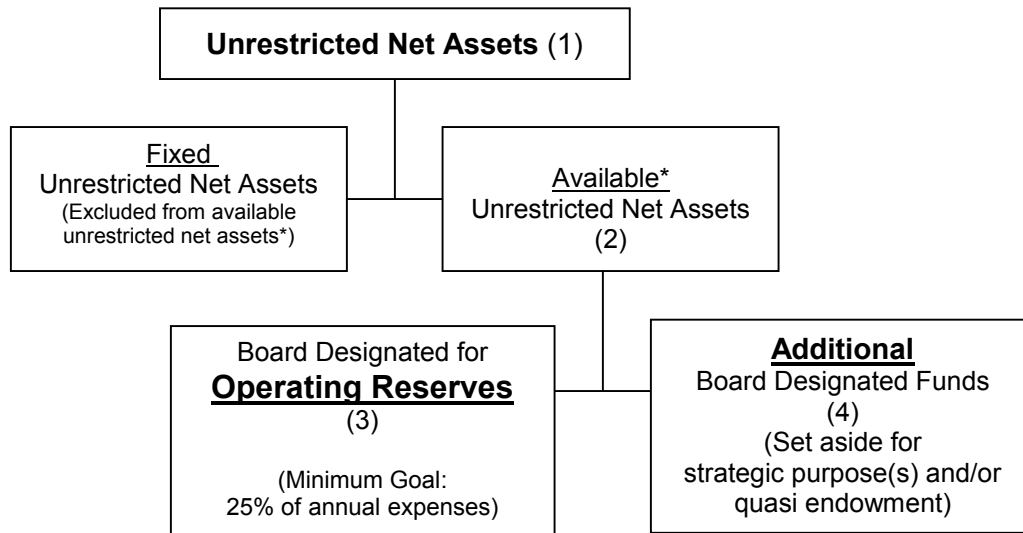 Unrestricted Net Assets (1)
Fixed
Unrestricted Net Assets
(Excluded from available
unrestricted net assets*)
Available*
Unrestricted Net Assets
(2)
Board Designated for
Operating Reserves
(3)
(Minimum Goal:
25% of annual expenses)
Additional
Board Designated Funds
(4)
(Set aside for
strategic purpose(s) and/or
quasi endowment)